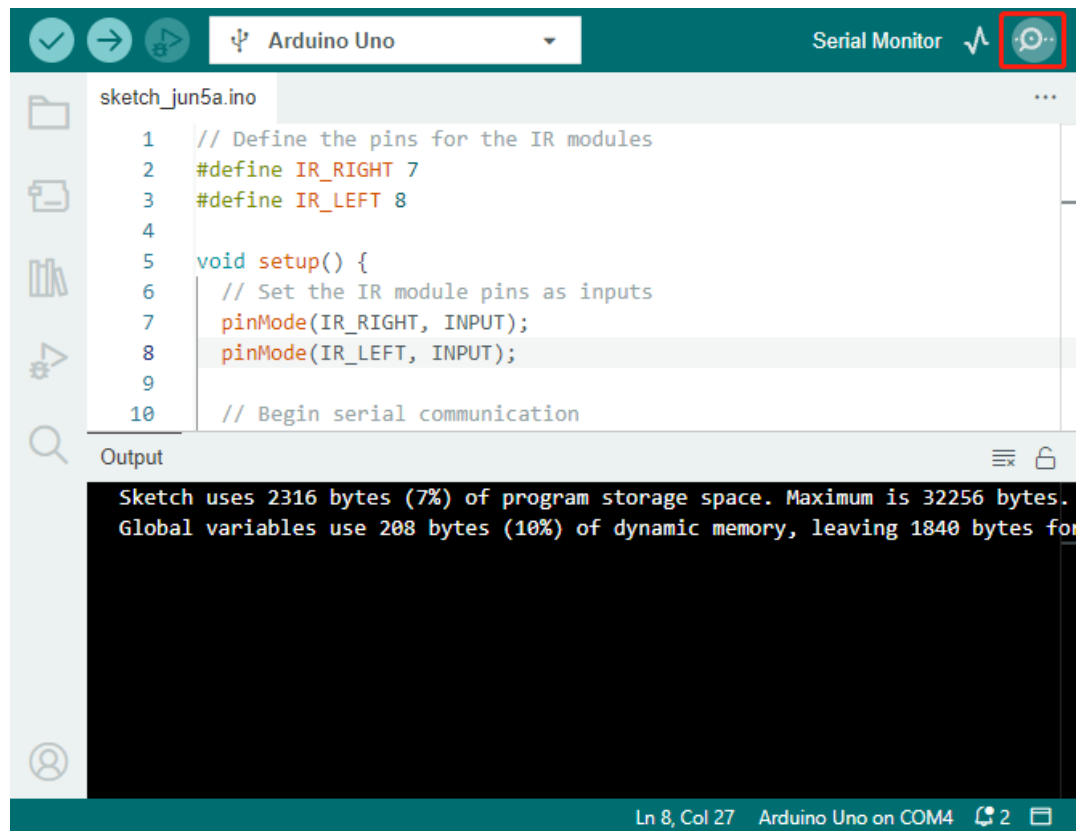 Arduino Uno
Serial Monitor
sketch_jun5a.ino
...
1 // Define the pins for the IR modules
2 #define IR_RIGHT 7
3 #define IR_LEFT 8
4
5 void setup() {
6 // Set the IR module pins as inputs
7 pinMode(IR_RIGHT, INPUT);
8 pinMode(IR_LEFT, INPUT);
9
10 // Begin serial communication
Output
Sketch uses 2316 bytes (7%) of program storage space. Maximum is 32256 bytes.
Global variables use 208 bytes (10%) of dynamic memory, leaving 1840 bytes for
Ln 8, Col 27 Arduino Uno on COM4 2